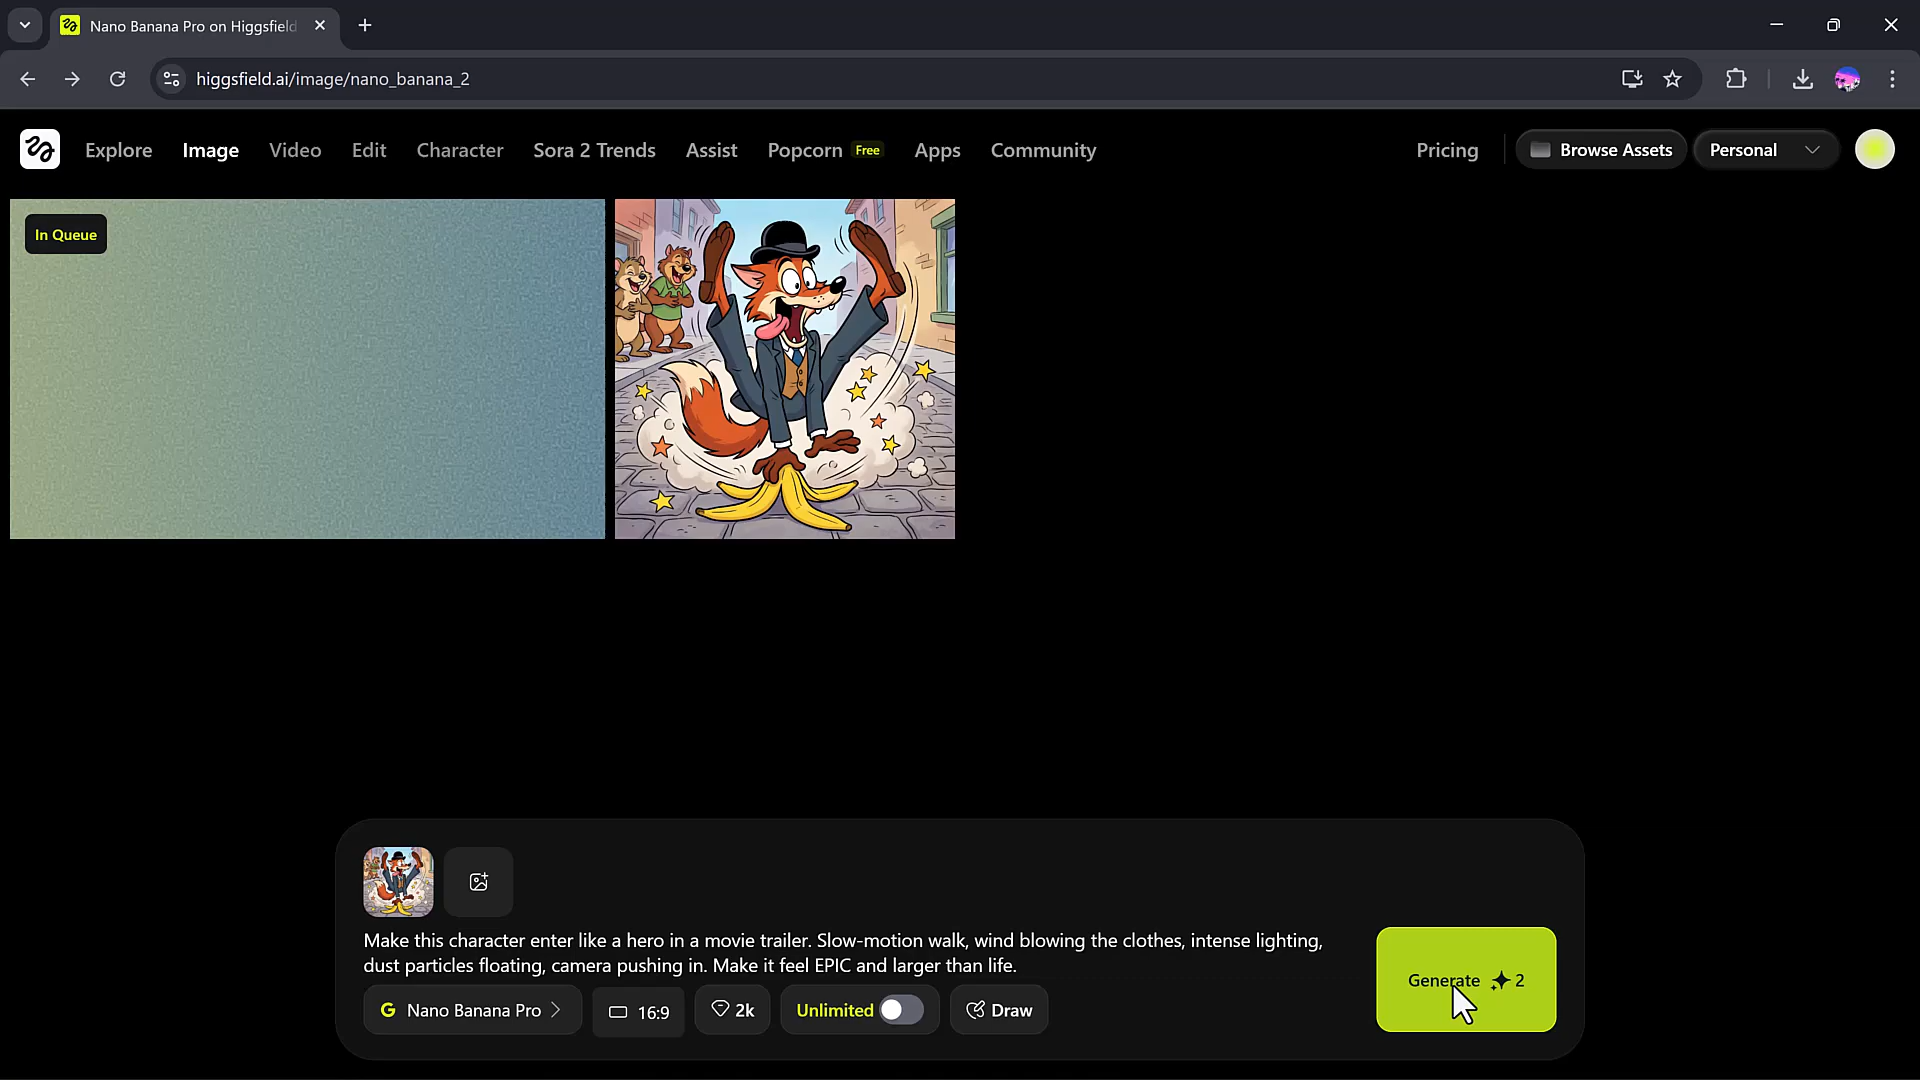 Nano Banana Pro on Higgsfield
higgsfield.ai/image/nano_banana_2
Explore Image Video Edit Character Sora 2 Trends Assist Popcorn Free Apps Community Pricing Browse Assets Personal
In Queue
Make this character enter like a hero in a movie trailer. Slow-motion walk, wind blowing the clothes, intense lighting,
dust particles floating, camera pushing in. Make it feel EPIC and larger than life.
Generate 2
G Nano Banana Pro 16:9 2k Unlimited Draw